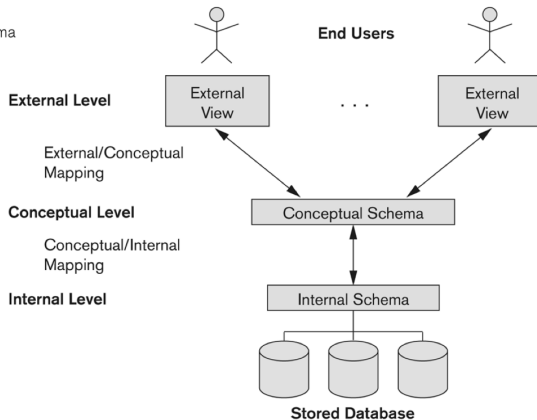 End Users
External Level
External
View
. . .
External
View
External/Conceptual
Mapping
Conceptual Level
Conceptual Schema
Conceptual/Internal
Mapping
Internal Level
Internal Schema
Stored Database